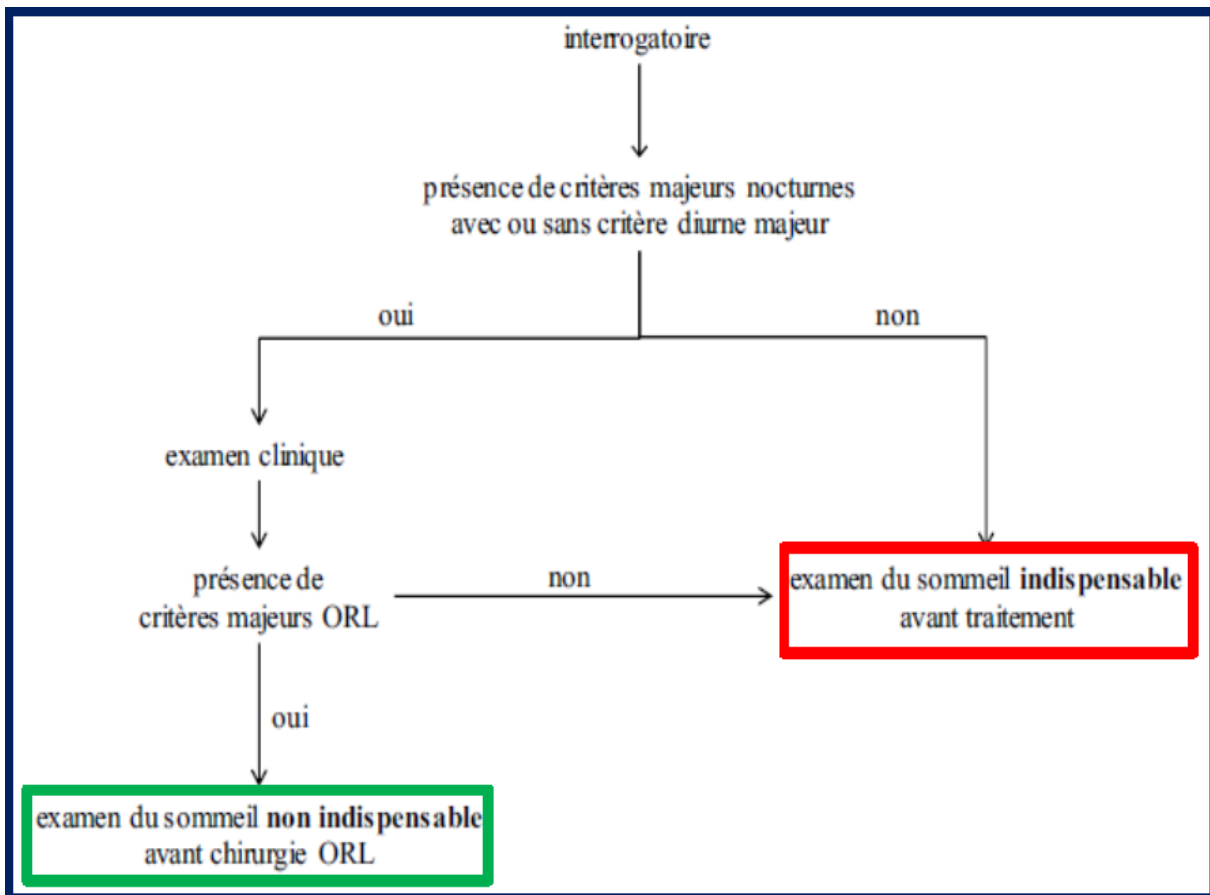 interrogatoire
présence de critères majeurs nocturnes
avec ou sans critère diurne majeur
oui
non
examen clinique
présence de
critères majeurs ORL
non
examen du sommeil indispensable
avant traitement
oui
examen du sommeil non indispensable
avant chirurgie ORL